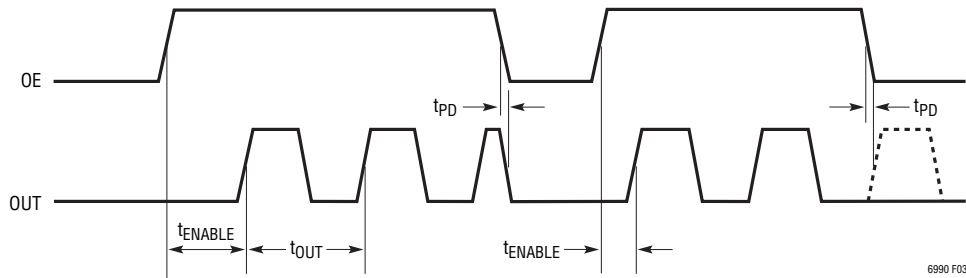 OE
tPD
tPD
OUT
tENABLE
tOUT
tENABLE
6990 F03